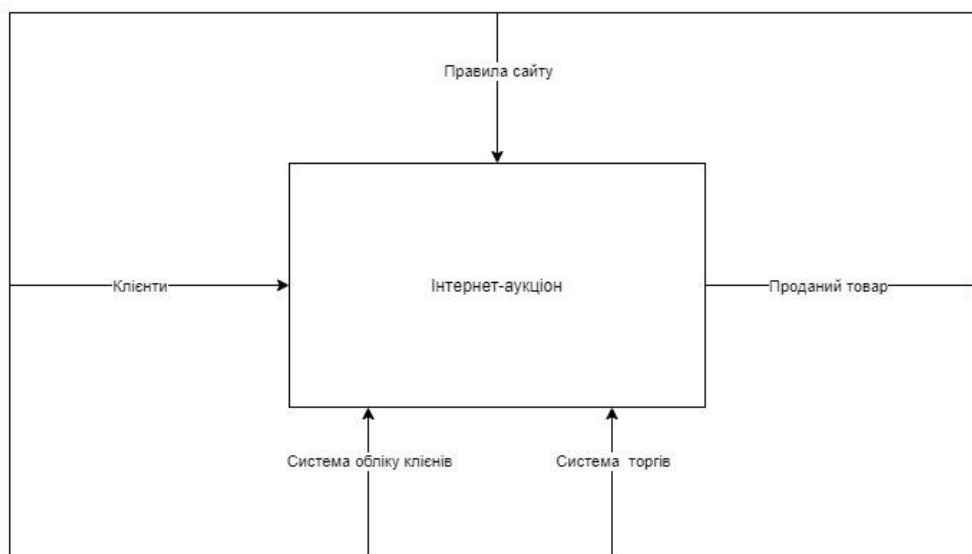 Правила сайту
Клієнти
Інтернет-аукціон
Проданий товар
Система обліку клієнів
Система торгів